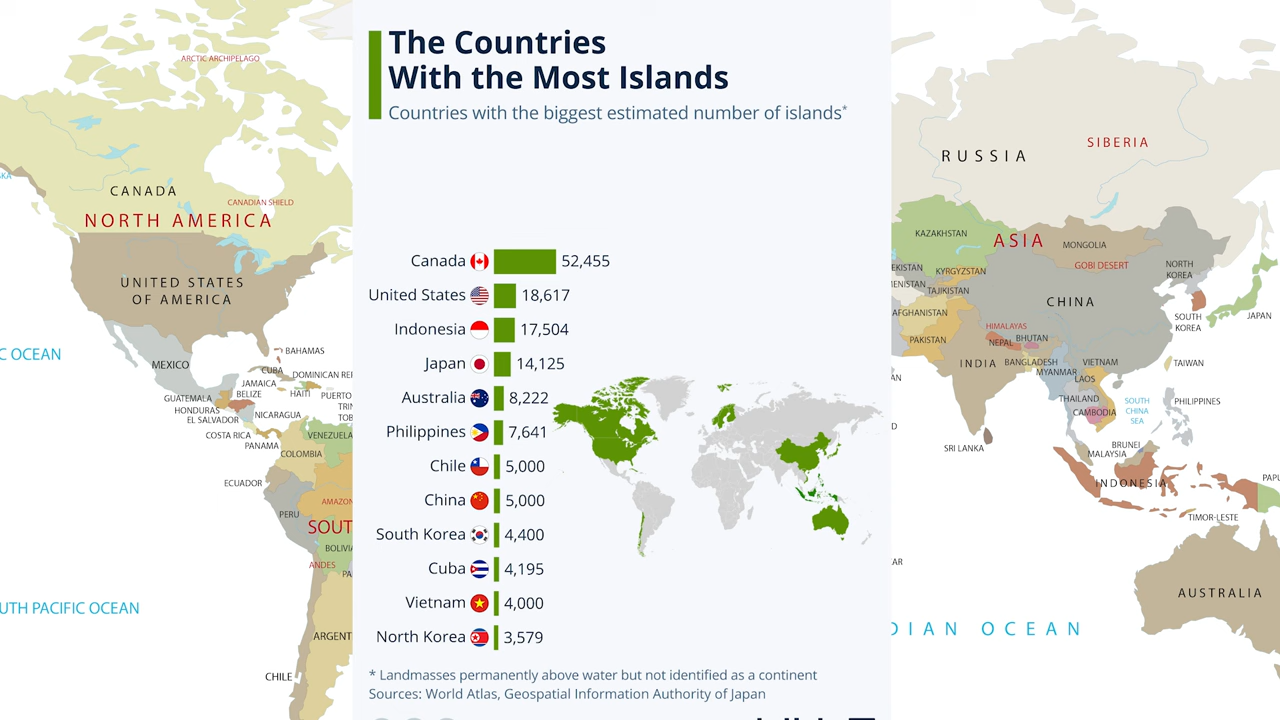 The Countries
With the Most Islands
Countries with the biggest estimated number of islands*
Canada 52,455
United States 18,617
Indonesia 17,504
Japan 14,125
Australia 8,222
Philippines 7,641
Chile 5,000
China 5,000
South Korea 4,400
Cuba 4,195
Vietnam 4,000
North Korea 3,579
* Landmasses permanently above water but not identified as a continent
Sources: World Atlas, Geospatial Information Authority of Japan
ARCTIC ARCHIPELAGO
CANADA
CANADIAN SHIELD
NORTH AMERICA
UNITED STATES
OF AMERICA
OCEAN
BAHAMAS
MEXICO
CUBA
DOMINICAN
JAMAICA
HAITI
BELIZE
GUATEMALA
HONDURAS
EL SALVADOR
NICARAGUA
COSTA RICA
PANAMA
VENEZUELA
COLOMBIA
ECUADOR
PERU
ANDES
PACIFIC OCEAN
CHILE
RUSSIA
SIBERIA
KAZAKHSTAN
ASIA
MONGOLIA
GOBI DESERT
NORTH
KOREA
KYRGYZSTAN
TAJIKISTAN
CHINA
AFGHANISTAN
SOUTH
KOREA
JAPAN
HIMALAYAS
NEPAL
BHUTAN
PAKISTAN
INDIA
BANGLADESH
MYANMAR
VIETNAM
LAOS
TAIWAN
THAILAND
CAMBODIA
SOUTH
CHINA
SEA
PHILIPPINES
SRI LANKA
BRUNEI
MALAYSIA
INDONESIA
TIMOR-LESTE
AUSTRALIA
OCEAN